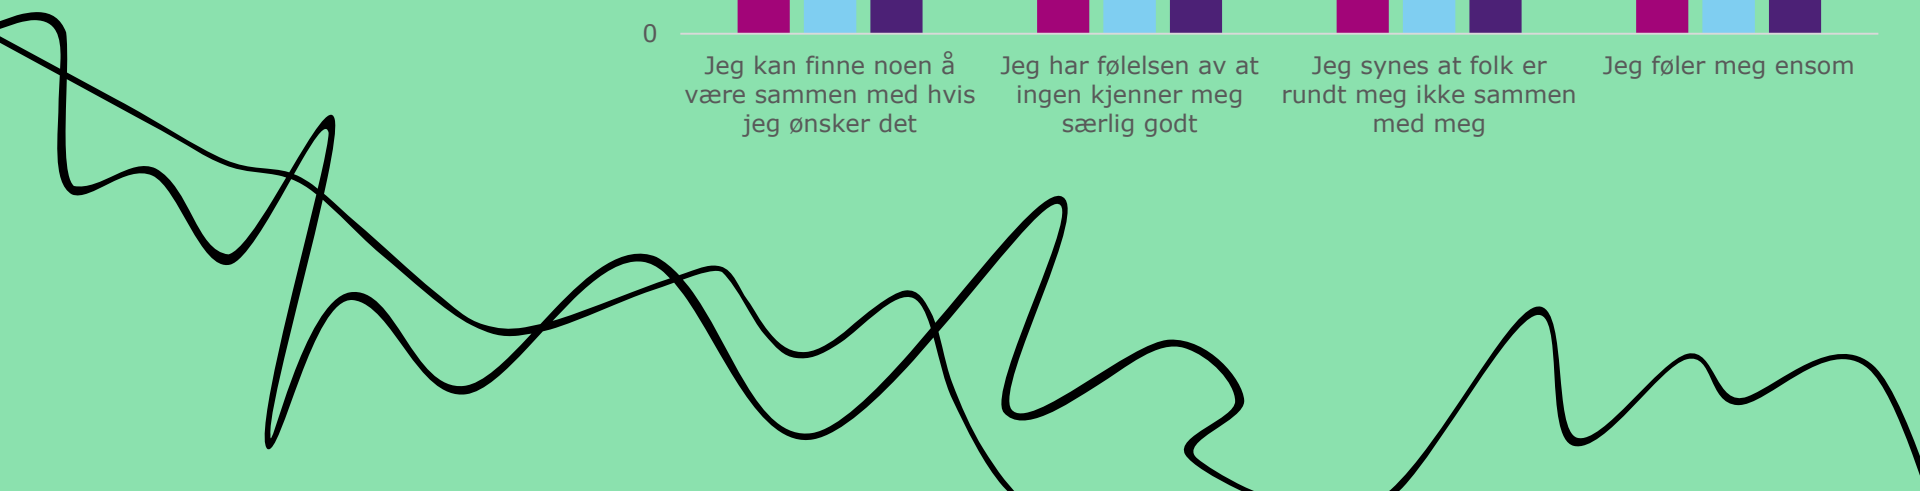 0
Jeg kan finne noen å
være sammen med hvis
jeg ønsker det
Jeg har følelsen av at
ingen kjenner meg
særlig godt
Jeg synes at folk er
rundt meg ikke sammen
med meg
Jeg føler meg ensom